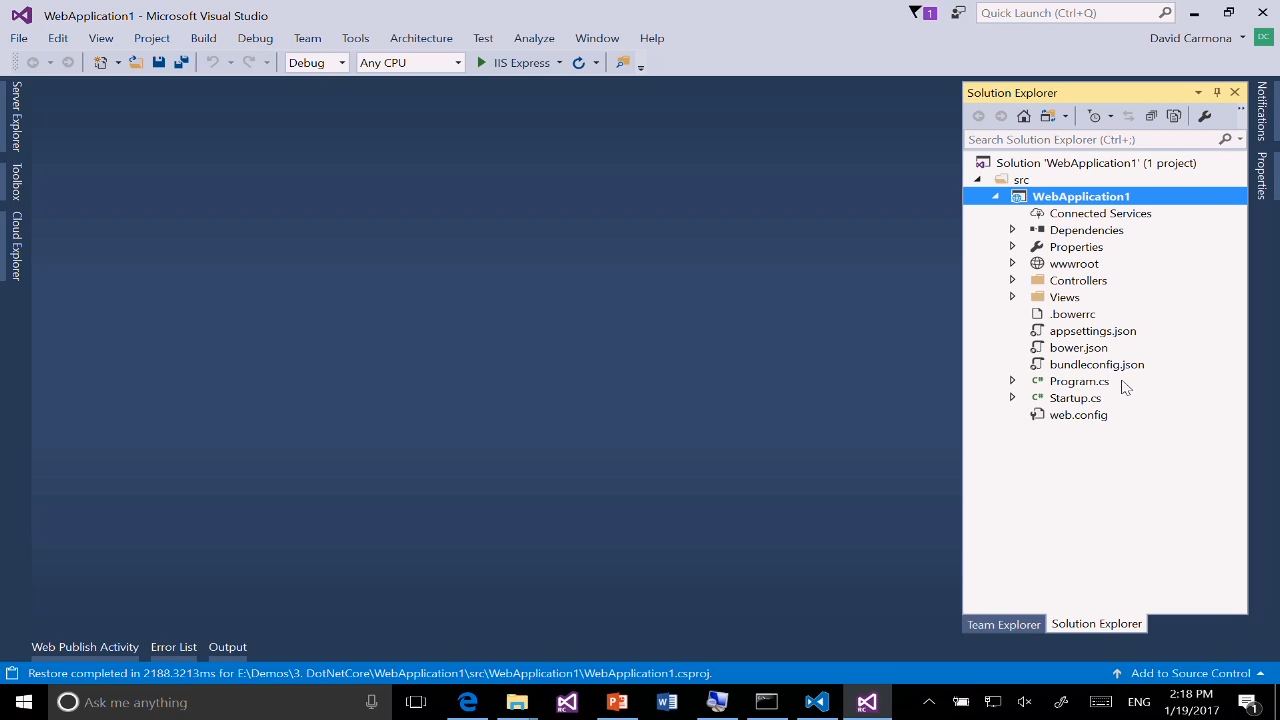 WebApplication1 - Microsoft Visual Studio
1
Quick Launch (Ctrl+Q)
File Edit View Project Build Debug Team Tools Architecture Test Analyze Window Help
David Carmona
DC
Debug
Any CPU
IIS Express
Server Explorer
Toolbox
Cloud Explorer
Solution Explorer
Search Solution Explorer (Ctrl+;)
Solution 'WebApplication1' (1 project)
src
WebApplication1
Connected Services
Dependencies
Properties
wwwroot
Controllers
Views
.bowerrc
appsettings.json
bower.json
bundleconfig.json
C# Program.cs
C# Startup.cs
web.config
Team Explorer Solution Explorer
Notifications
Properties
Web Publish Activity Error List Output
Restore completed in 2188.3213ms for E:\Demos\3. DotNetCore\WebApplication1\src\WebApplication1\WebApplication1.csproj.
Add to Source Control
Ask me anything
RC
ENG
2:18 PM
1/19/2017
1